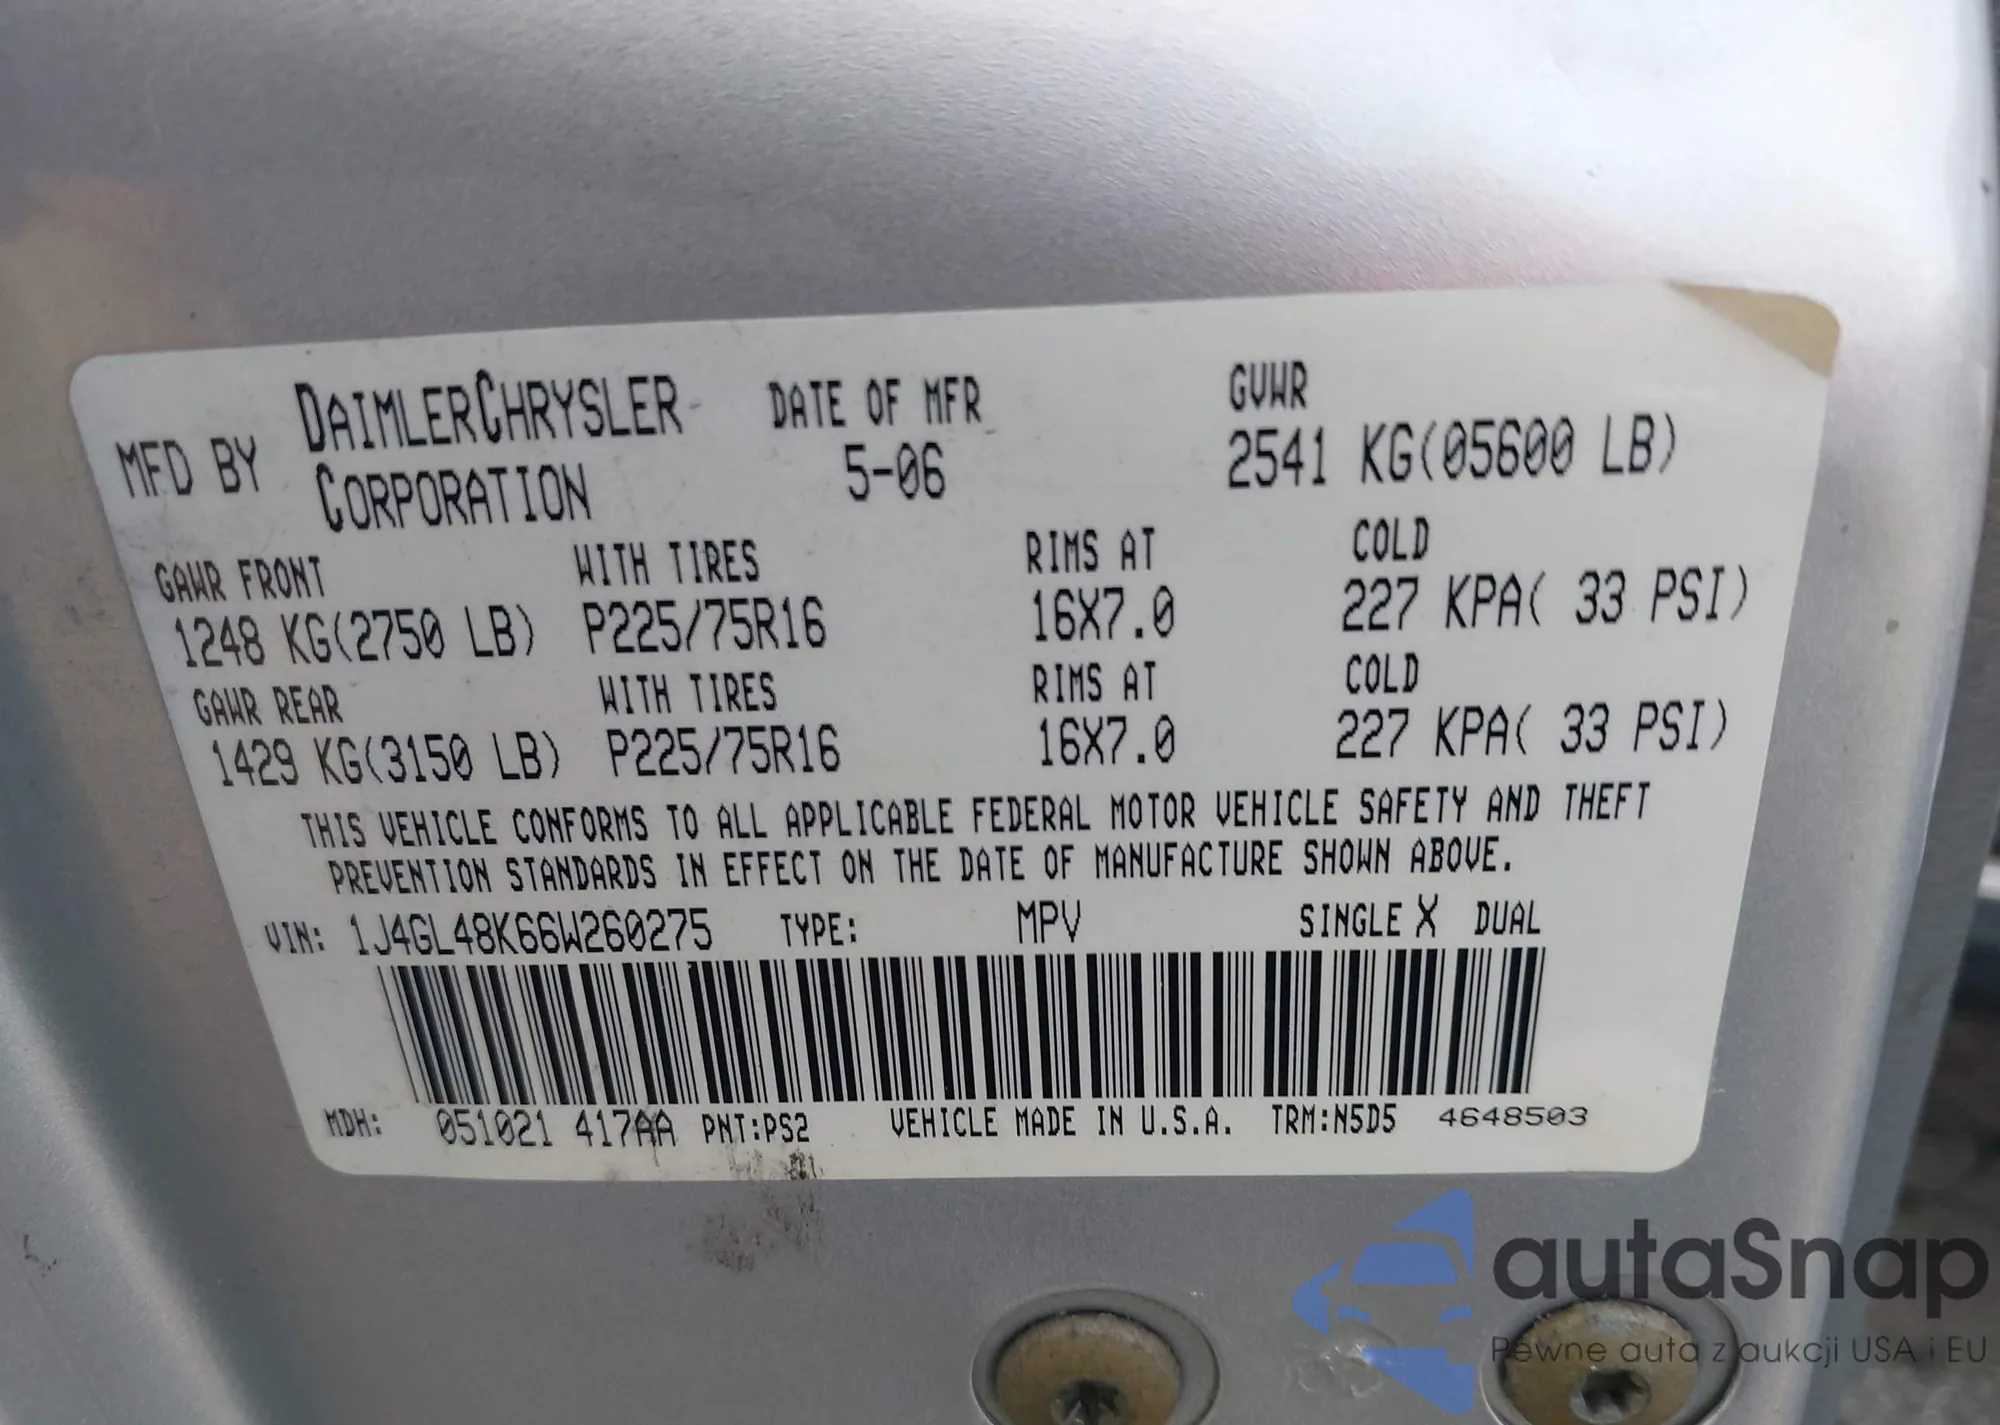 MFD BY DAIMLERCHRYSLER CORPORATION DATE OF MFR 5-06 GVWR 2541 KG(05600 LB)
GAWR FRONT WITH TIRES RIMS AT COLD
1248 KG(2750 LB) P225/75R16 16X7.0 227 KPA( 33 PSI)
GAWR REAR WITH TIRES RIMS AT COLD
1429 KG(3150 LB) P225/75R16 16X7.0 227 KPA( 33 PSI)
THIS VEHICLE CONFORMS TO ALL APPLICABLE FEDERAL MOTOR VEHICLE SAFETY AND THEFT
PREVENTION STANDARDS IN EFFECT ON THE DATE OF MANUFACTURE SHOWN ABOVE.
VIN: 1J4GL48K66W260275 TYPE: MPV SINGLE X DUAL
MDH: 051021 417AA PNT:PS2 VEHICLE MADE IN U.S.A. TRM:N5D5 4648503
autaSnap
Pewne auta z aukcji USA i EU